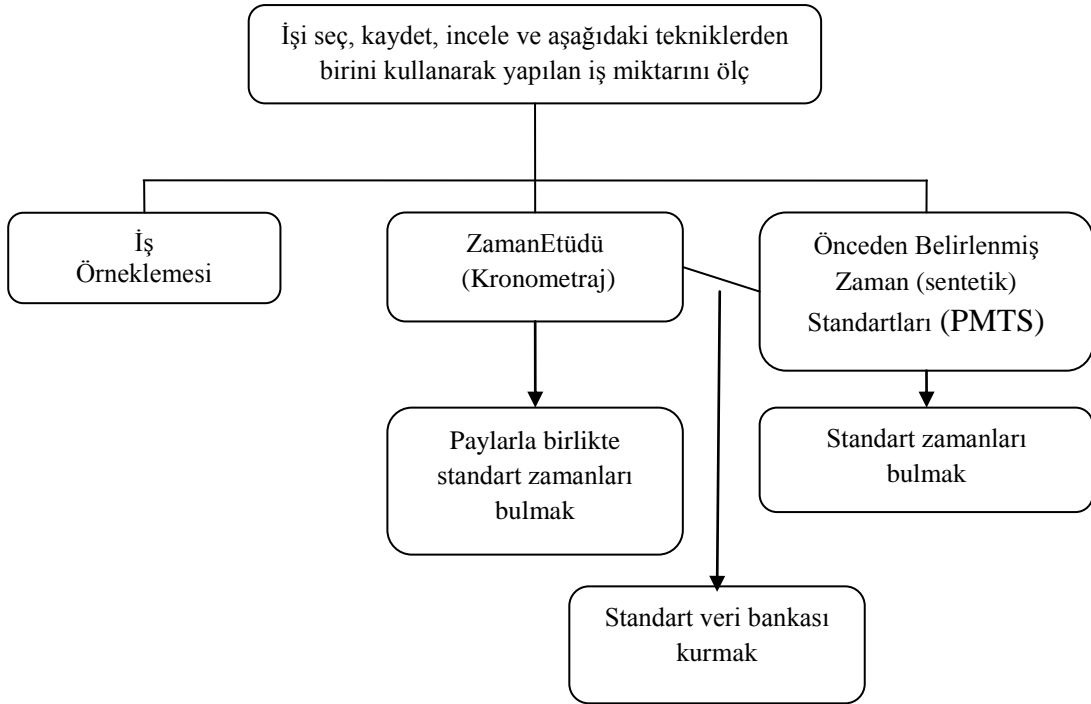 İşi seç, kaydet, incele ve aşağıdaki tekniklerden
birini kullanarak yapılan iş miktarını ölç
İş
Örneklemesi
ZamanEtüdü
(Kronometraj)
Önceden Belirlenmiş
Zaman (sentetik)
Standartları (PMTS)
Paylarla birlikte
standart zamanları
bulmak
Standart zamanları
bulmak
Standart veri bankası
kurmak